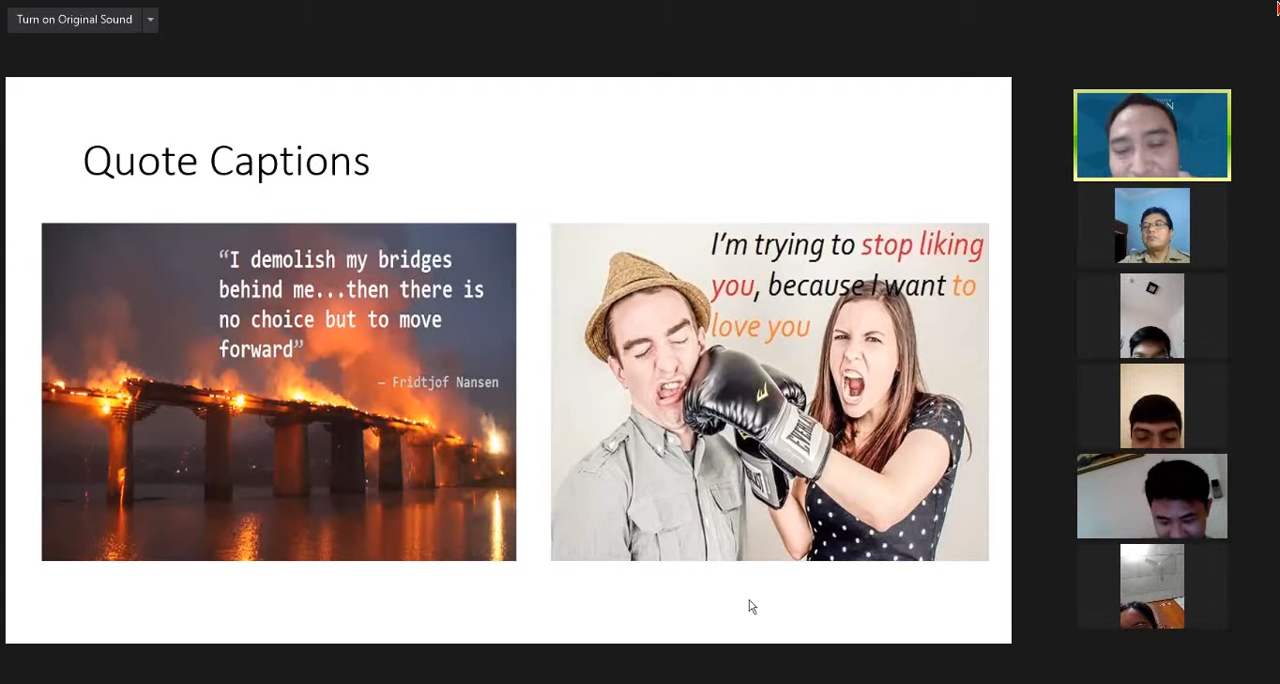 Turn on Original Sound
Quote Captions
“I demolish my bridges
behind me...then there is
no choice but to move
forward”
– Fridtjof Nansen
I’m trying to stop liking
you, because I want to
love you